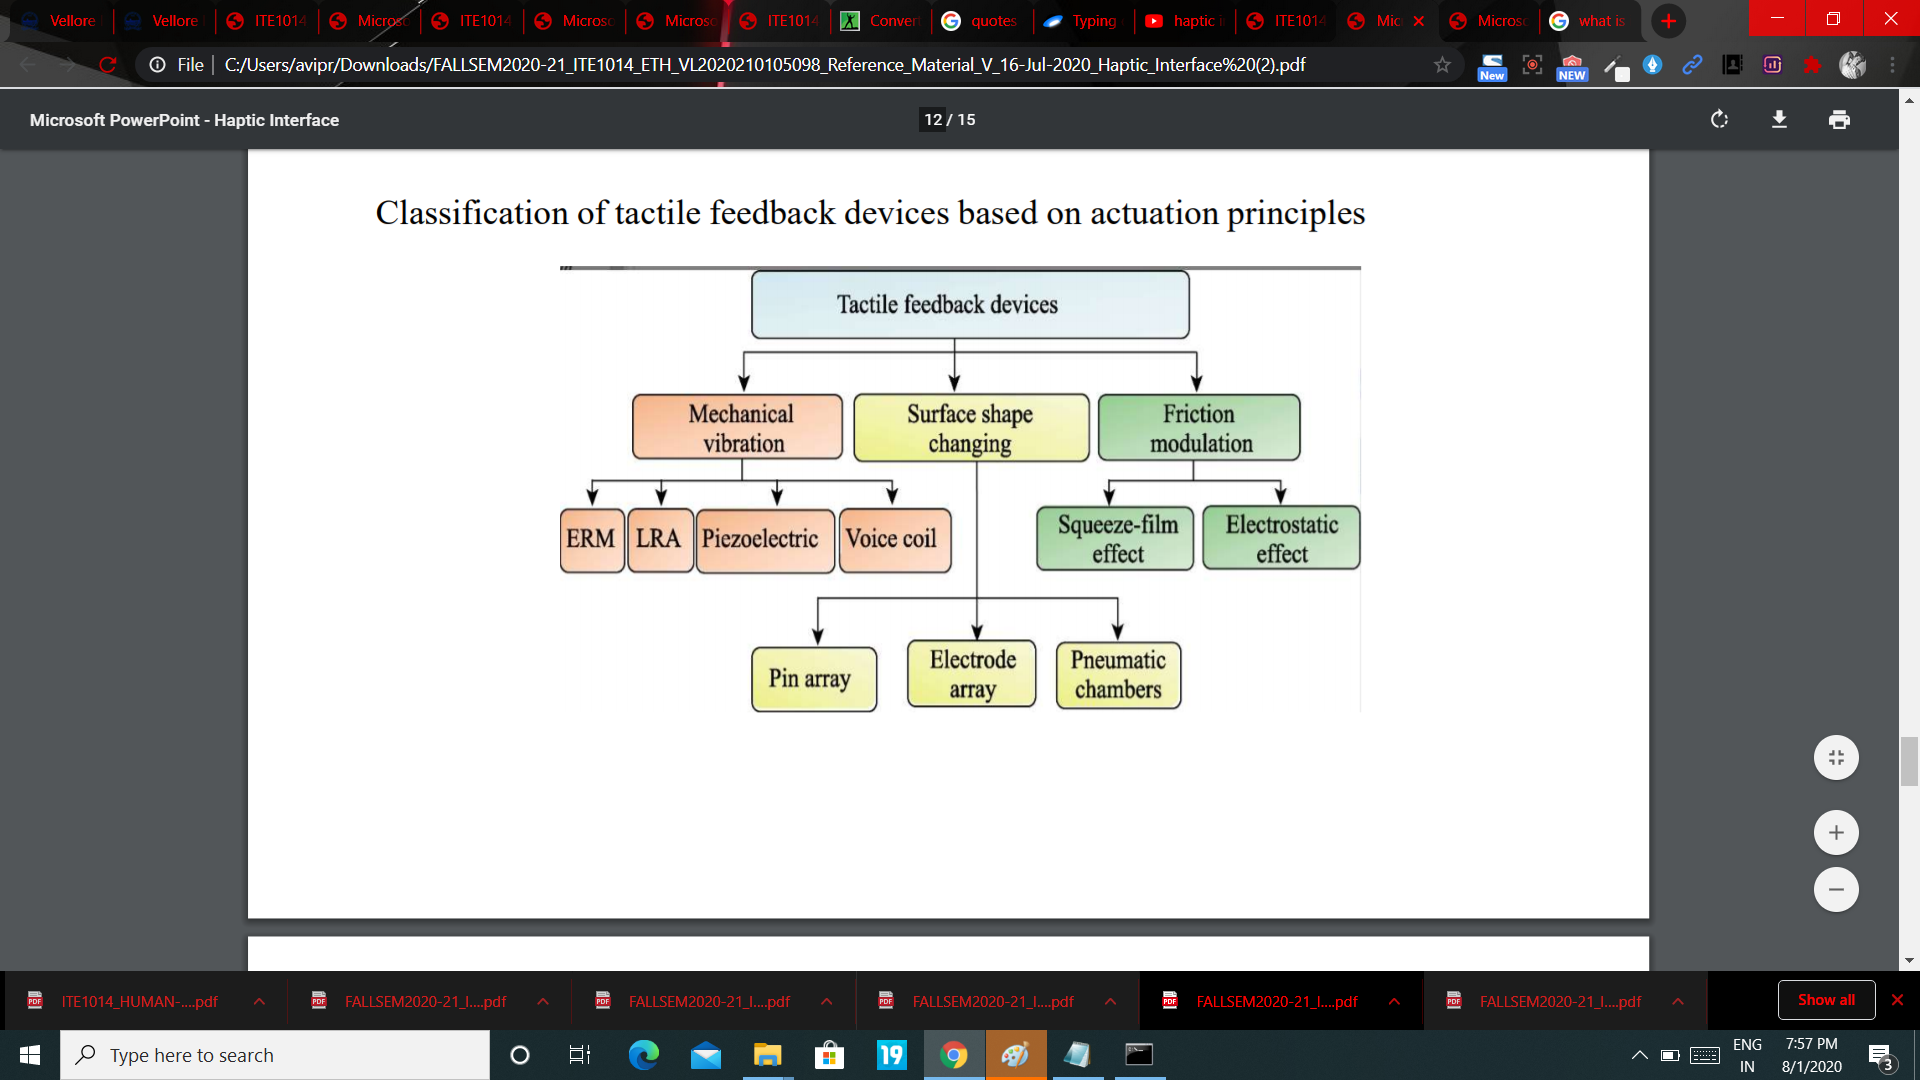 Vellore
Vellore
ITE1014
Microsc
ITE1014
Microsc
Microsc
ITE1014
Convert
quotes
Typing
haptic i
ITE1014
Mic
Microsc
what is
File
C:/Users/avipr/Downloads/FALLSEM2020-21_ITE1014_ETH_VL2020210105098_Reference_Material_V_16-Jul-2020_Haptic_Interface%20(2).pdf
New
NEW
Microsoft PowerPoint - Haptic Interface
12 / 15
Classification of tactile feedback devices based on actuation principles
Tactile feedback devices
Mechanical
vibration
Surface shape
changing
Friction
modulation
ERM
LRA
Piezoelectric
Voice coil
Squeeze-film
effect
Electrostatic
effect
Pin array
Electrode
array
Pneumatic
chambers
ITE1014_HUMAN-....pdf
FALLSEM2020-21_I....pdf
FALLSEM2020-21_I....pdf
FALLSEM2020-21_I....pdf
FALLSEM2020-21_I....pdf
FALLSEM2020-21_I....pdf
Show all
Type here to search
19
ENG
IN
7:57 PM
8/1/2020
3